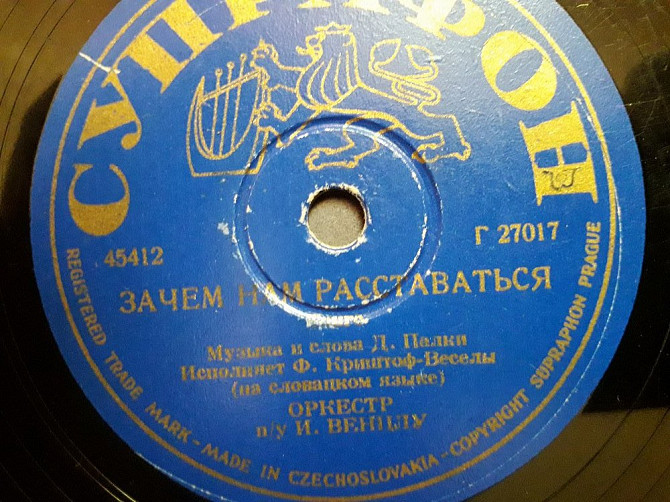 СУПРАФОН
45412
Г 27017
ЗАЧЕМ НАМ РАССТАВАТЬСЯ
Музыка и слова Д. Палки
Исполняет Ф. Криштоф-Веселы
(на словацком языке)
ОРКЕСТР
п/у И. ВЕНЦЛУ
REGISTERED TRADE MARK - MADE IN CZECHOSLOVAKIA - COPYRIGHT SUPRAPHON PRAGUE